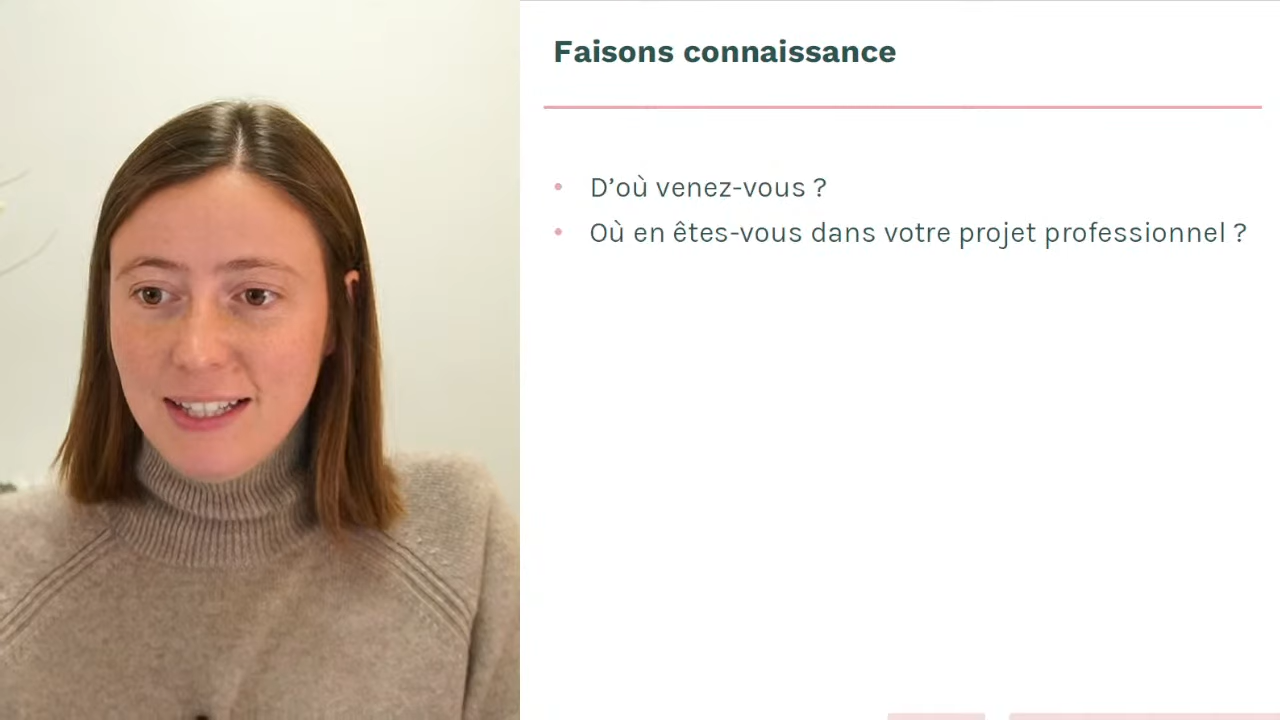 Faisons connaissance
• D’où venez-vous ?
• Où en êtes-vous dans votre projet professionnel ?